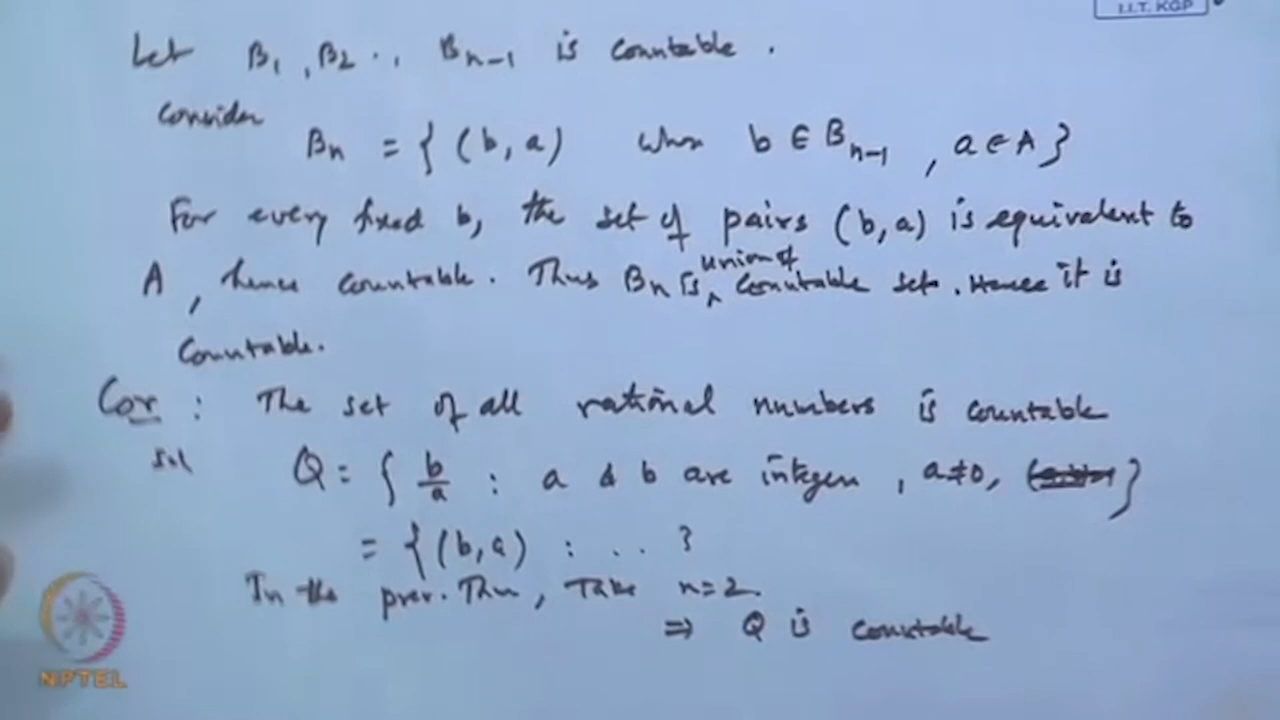 I.I.T. KGP
Let B₁, B₂ .., Bₙ₋₁ is Countable.
Consider
Bₙ = { (b, a) when b ∈ Bₙ₋₁ , a ∈ A }
For every fixed b, the set of pairs (b, a) is equivalent to
A, hence countable. Thus Bₙ is union of Countable sets. Hence it is
Countable.
Cor : The set of all rational numbers is countable
Sol Q = { b/a : a & b are integers , a≠0, }
= { (b, a) : ... }
In the prev. Thm, Take n=2.
⇒ Q is countable
NPTEL